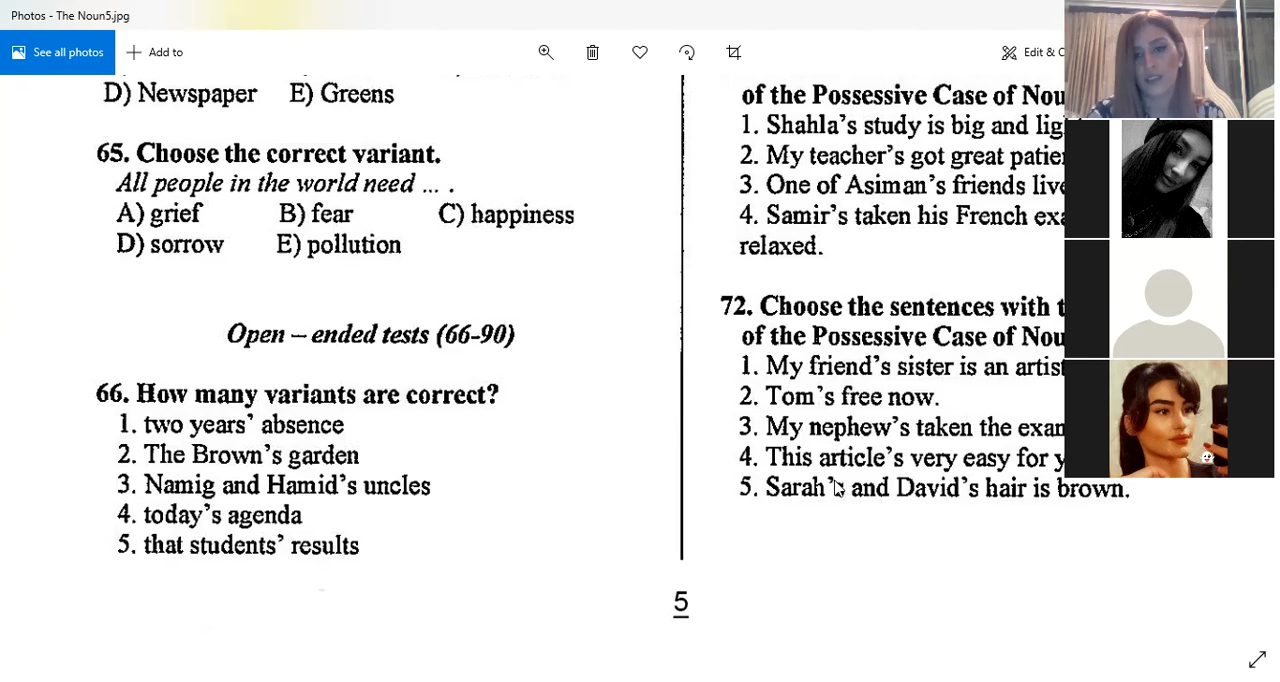 Photos - The Noun5.jpg
See all photos
Add to
Edit & C
D) Newspaper E) Greens
65. Choose the correct variant.
All people in the world need ... .
A) grief B) fear C) happiness
D) sorrow E) pollution
Open – ended tests (66-90)
66. How many variants are correct?
1. two years’ absence
2. The Brown’s garden
3. Namig and Hamid’s uncles
4. today’s agenda
5. that students’ results
of the Possessive Case of Nou
1. Shahla’s study is big and lig
2. My teacher’s got great patie
3. One of Asiman’s friends live
4. Samir’s taken his French exa
relaxed.
72. Choose the sentences with t
of the Possessive Case of Nou
1. My friend’s sister is an artist
2. Tom’s free now.
3. My nephew’s taken the exam
4. This article’s very easy for y
5. Sarah’s and David’s hair is brown.
5